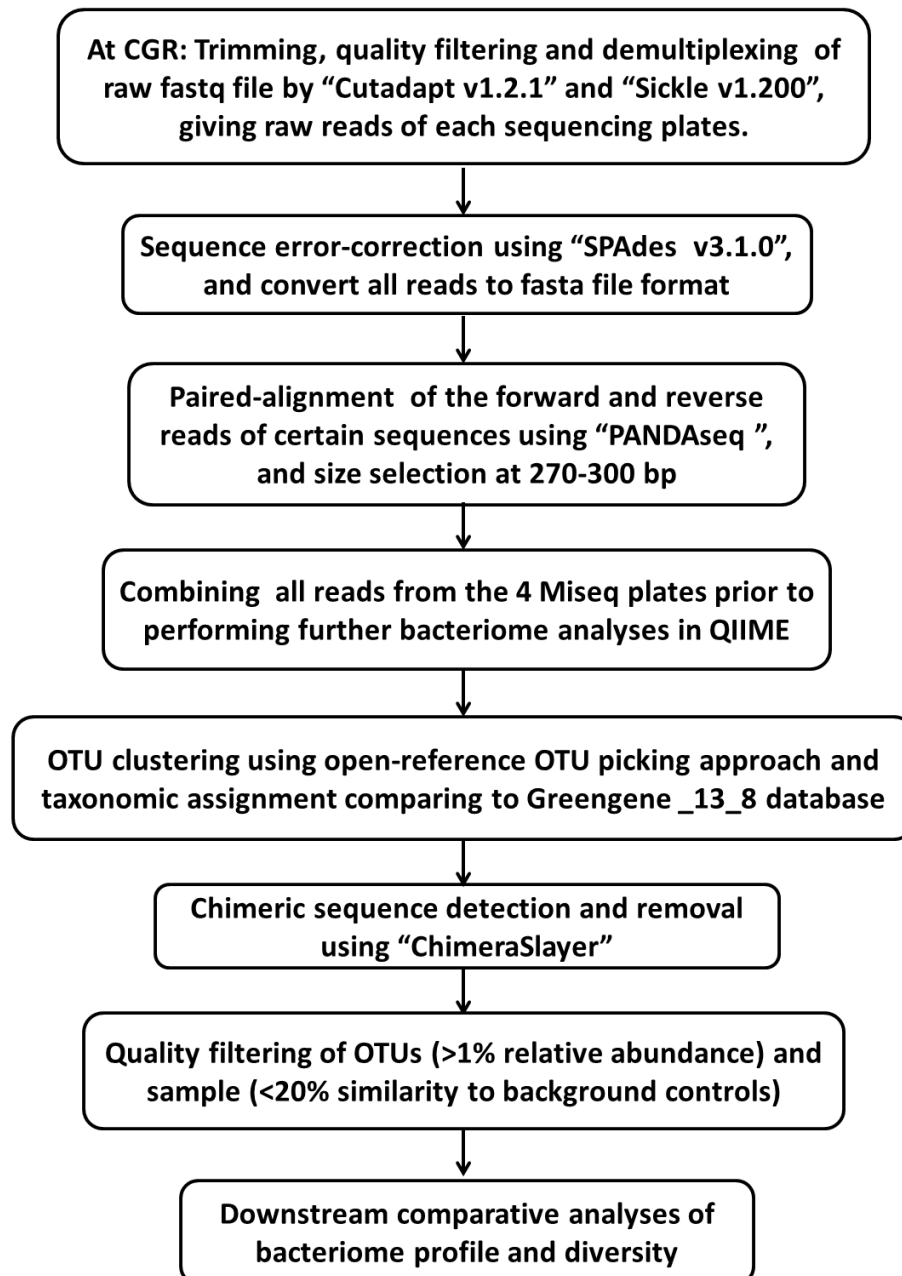 At CGR: Trimming, quality filtering and demultiplexing of
raw fastq file by “Cutadapt v1.2.1” and “Sickle v1.200”,
giving raw reads of each sequencing plates.
Sequence error-correction using “SPAdes v3.1.0”,
and convert all reads to fasta file format
Paired-alignment of the forward and reverse
reads of certain sequences using “PANDAseq ”,
and size selection at 270-300 bp
Combining all reads from the 4 Miseq plates prior to
performing further bacteriome analyses in QIIME
OTU clustering using open-reference OTU picking approach and
taxonomic assignment comparing to Greengene _13_8 database
Chimeric sequence detection and removal
using “ChimeraSlayer”
Quality filtering of OTUs (>1% relative abundance) and
sample (<20% similarity to background controls)
Downstream comparative analyses of
bacteriome profile and diversity